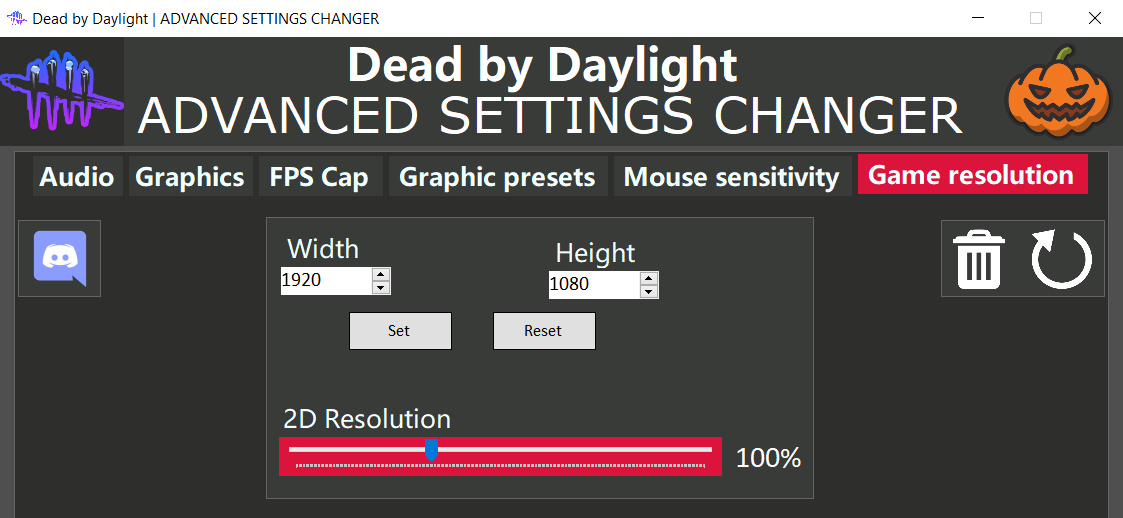 Dead by Daylight | ADVANCED SETTINGS CHANGER
Dead by Daylight
ADVANCED SETTINGS CHANGER
Audio Graphics FPS Cap Graphic presets Mouse sensitivity Game resolution
Width Height
1920 1080
Set Reset
2D Resolution
100%